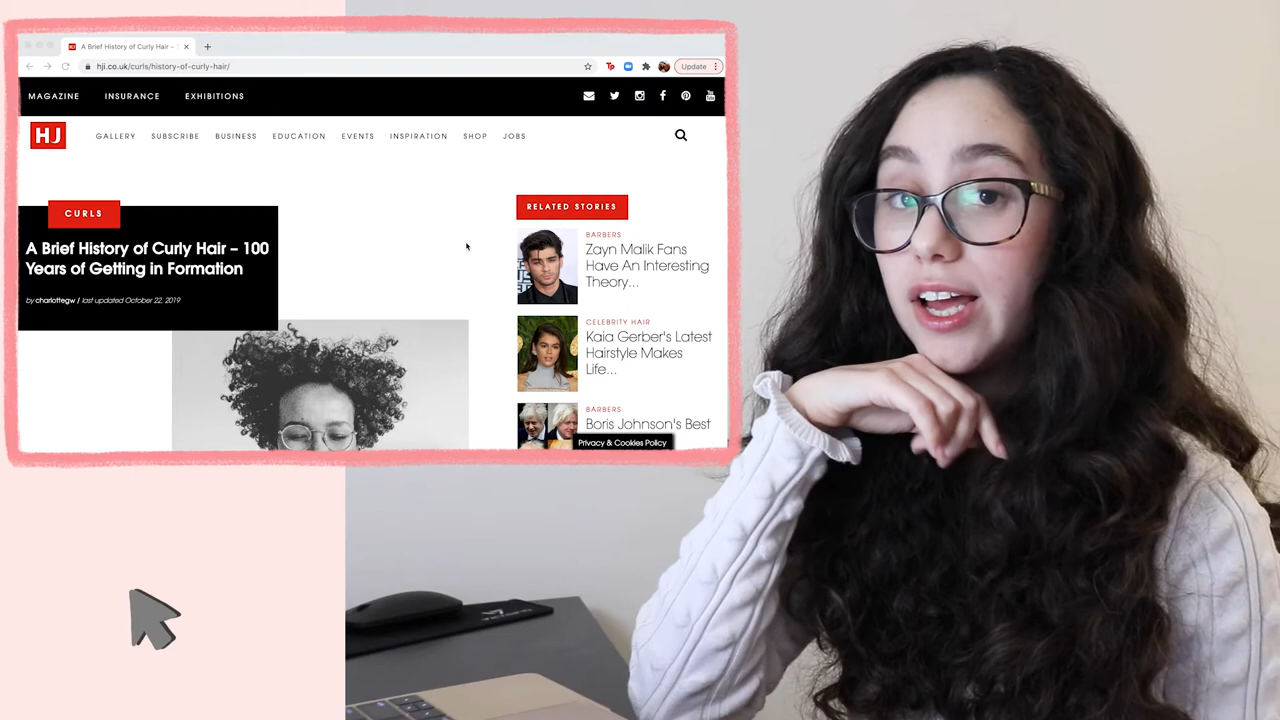 A Brief History of Curly Hair –
hji.co.uk/curls/history-of-curly-hair/
Update
MAGAZINE INSURANCE EXHIBITIONS
HJ
GALLERY SUBSCRIBE BUSINESS EDUCATION EVENTS INSPIRATION SHOP JOBS
CURLS
A Brief History of Curly Hair – 100
Years of Getting in Formation
by charlottegw / last updated October 22, 2019
RELATED STORIES
BARBERS
Zayn Malik Fans
Have An Interesting
Theory...
CELEBRITY HAIR
Kaia Gerber's Latest
Hairstyle Makes
Life...
BARBERS
Boris Johnson's Best
Privacy & Cookies Policy